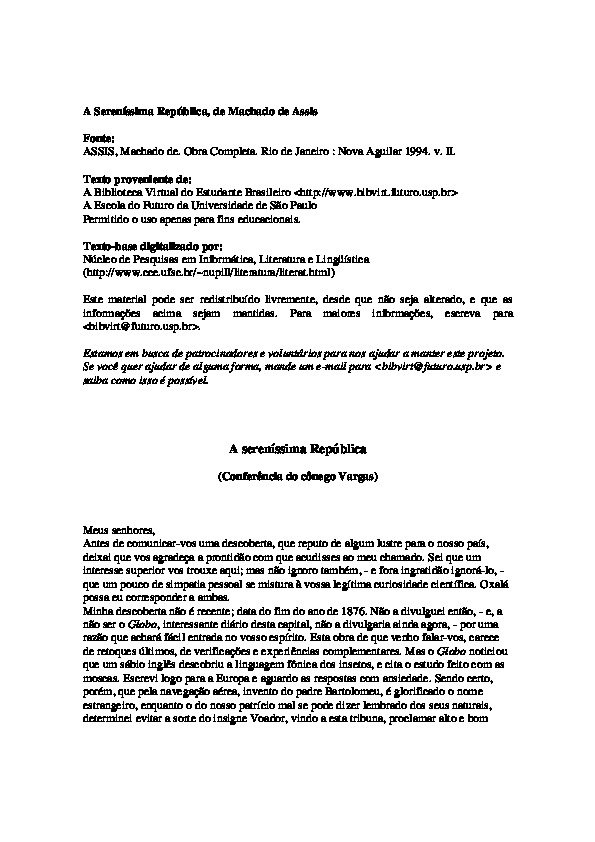 A Sereníssima República, de Machado de Assis
Fonte:
ASSIS, Machado de. Obra Completa. Rio de Janeiro : Nova Aguilar 1994. v. II.
Texto proveniente de:
A Biblioteca Virtual do Estudante Brasileiro <http://www.bibvirt.futuro.usp.br>
A Escola do Futuro da Universidade de São Paulo
Permitido o uso apenas para fins educacionais.
Texto-base digitalizado por:
Núcleo de Pesquisas em Informática, Literatura e Lingüística
(http://www.cce.ufsc.br/~nupill/literatura/literat.html)
Este material pode ser redistribuído livremente, desde que não seja alterado, e que as
informações acima sejam mantidas. Para maiores informações, escreva para
<bibvirt@futuro.usp.br>.
Estamos em busca de patrocinadores e voluntários para nos ajudar a manter este projeto.
Se você quer ajudar de alguma forma, mande um e-mail para <bibvirt@futuro.usp.br> e
saiba como isso é possível.
A sereníssima República
(Conferência do cônego Vargas)
Meus senhores,
Antes de comunicar-vos uma descoberta, que reputo de algum lustre para o nosso país,
deixai que vos agradeça a prontidão com que acudisses ao meu chamado. Sei que um
interesse superior vos trouxe aqui; mas não ignoro também, - e fora ingratidão ignorá-lo, -
que um pouco de simpatia pessoal se mistura à vossa legítima curiosidade científica. Oxalá
possa eu corresponder a ambas.
Minha descoberta não é recente; data do fim do ano de 1876. Não a divulguei então, - e, a
não ser o Globo, interessante diário desta capital, não a divulgaria ainda agora, - por uma
razão que achará fácil entrada no vosso espírito. Esta obra de que venho falar-vos, carece
de retoques últimos, de verificações e experiências complementares. Mas o Globo noticiou
que um sábio inglês descobriu a linguagem fônica dos insetos, e cita o estudo feito com as
moscas. Escrevi logo para a Europa e aguardo as respostas com ansiedade. Sendo certo,
porém, que pela navegação aérea, invento do padre Bartolomeu, é glorificado o nome
estrangeiro, enquanto o do nosso patrício mal se pode dizer lembrado dos seus naturais,
determinei evitar a sorte do insigne Voador, vindo a esta tribuna, proclamar alto e bom